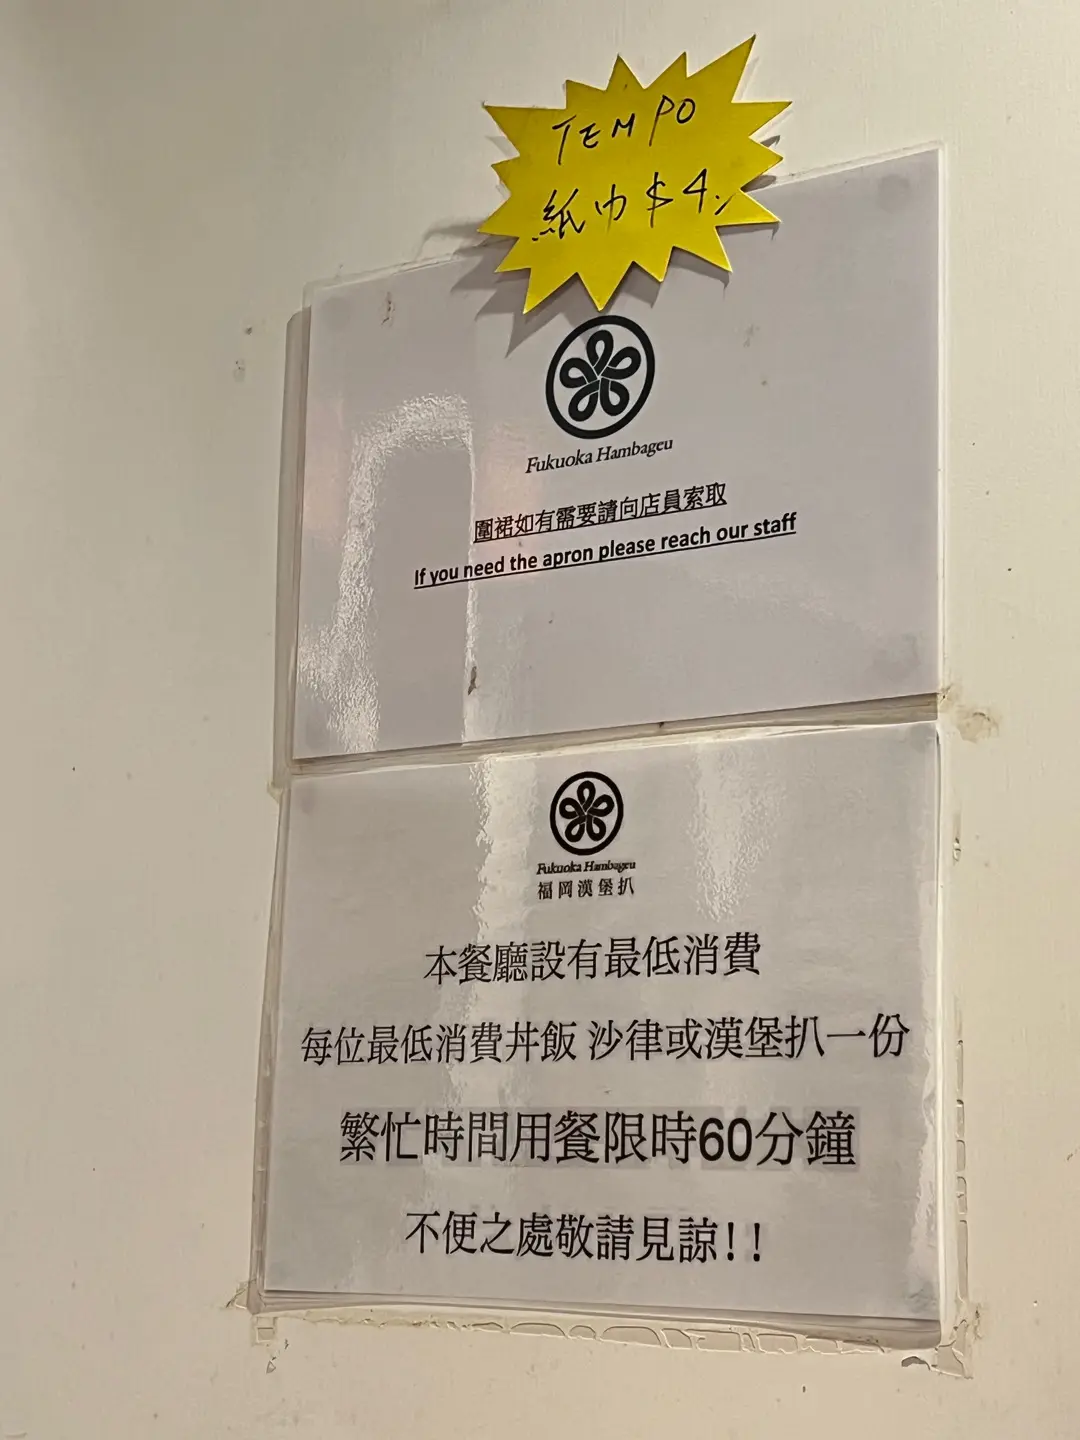 TEMPO
紙巾 $4.-
Fukuoka Hambageu
圍裙如有需要請向店員索取
If you need the apron please reach our staff
Fukuoka Hambageu
福岡漢堡扒
本餐廳設有最低消費
每位最低消費丼飯 沙律或漢堡扒一份
繁忙時間用餐限時60分鐘
不便之處敬請見諒!!